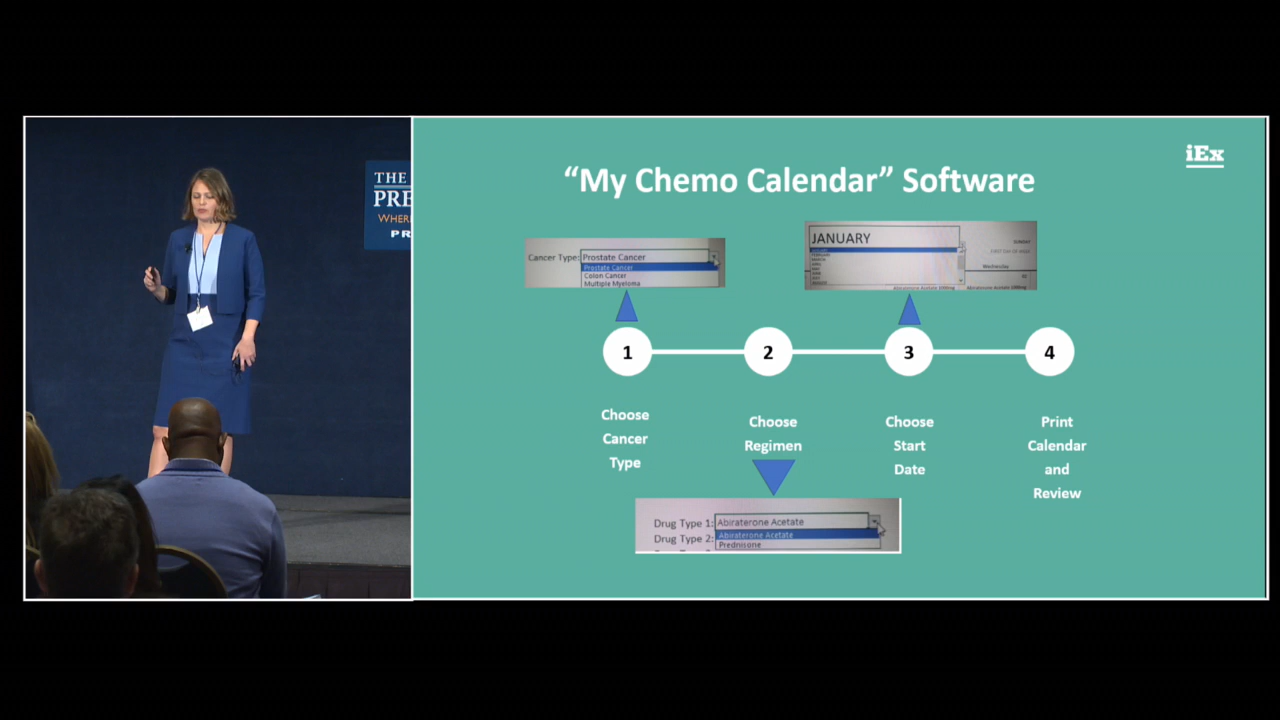 THE
PRE
WHER
PR
iEx
“My Chemo Calendar” Software
Cancer Type: Prostate Cancer
Prostate Cancer
Colon Cancer
Multiple Myeloma
JANUARY
SUNDAY
Wednesday
1
2
3
4
Choose
Cancer
Type
Choose
Regimen
Choose
Start
Date
Print
Calendar
and
Review
Drug Type 1: Abiraterone Acetate
Drug Type 2: Abiraterone Acetate
Prednisone